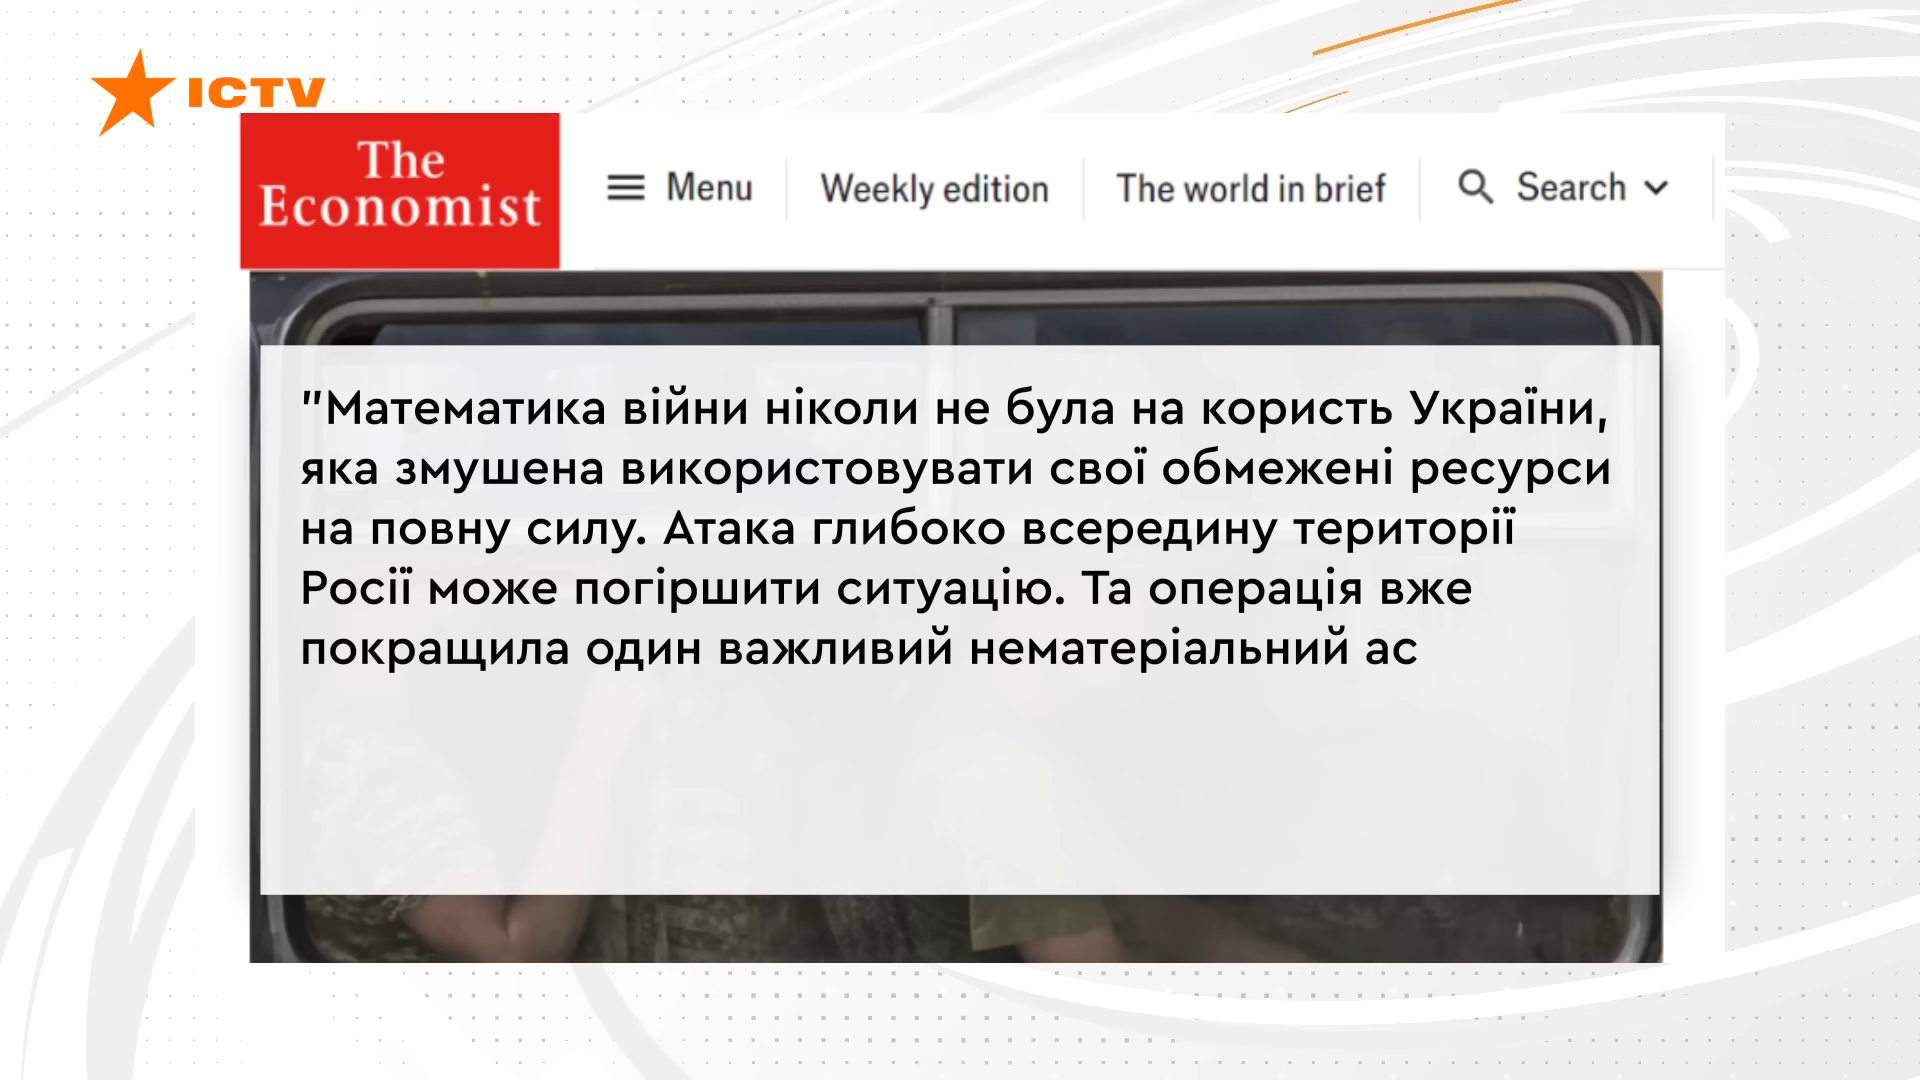 ICTV
The
Economist
Menu
Weekly edition
The world in brief
Search
"Математика війни ніколи не була на користь України,
яка змушена використовувати свої обмежені ресурси
на повну силу. Атака глибоко всередину території
Росії може погіршити ситуацію. Та операція вже
покращила один важливий нематеріальний ас